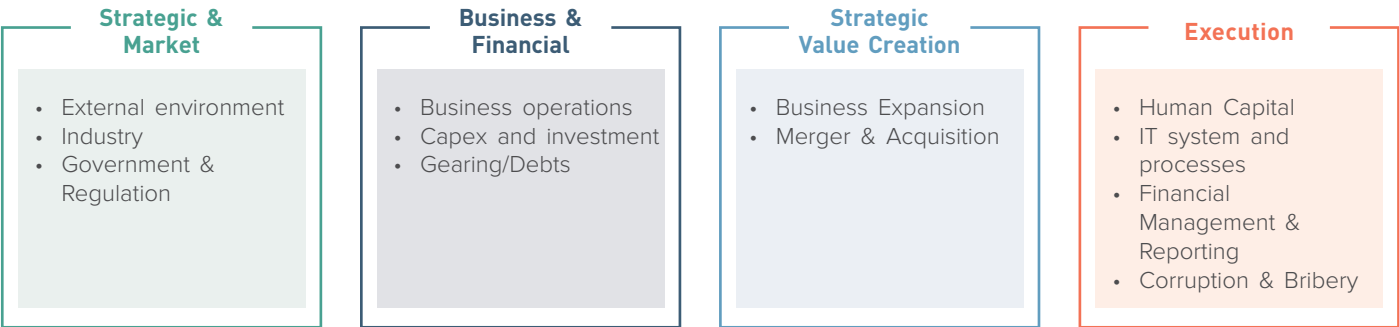 Strategic &
Market
• External environment
• Industry
• Government &
Regulation
Business &
Financial
• Business operations
• Capex and investment
• Gearing/Debts
Strategic
Value Creation
• Business Expansion
• Merger & Acquisition
Execution
• Human Capital
• IT system and
processes
• Financial
Management &
Reporting
• Corruption & Bribery